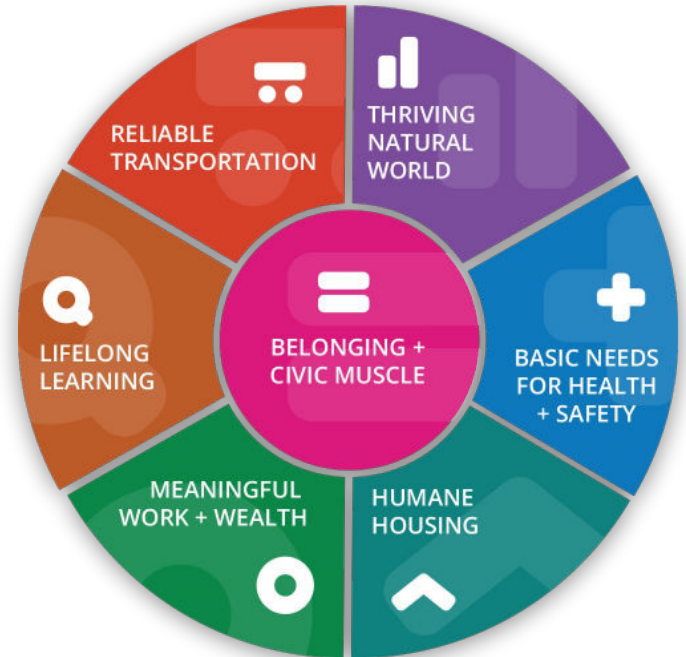 THRIVING
NATURAL
WORLD
RELIABLE
TRANSPORTATION
BASIC NEEDS
FOR HEALTH
+ SAFETY
LIFELONG
LEARNING
BELONGING +
CIVIC MUSCLE
MEANINGFUL
WORK + WEALTH
HUMANE
HOUSING